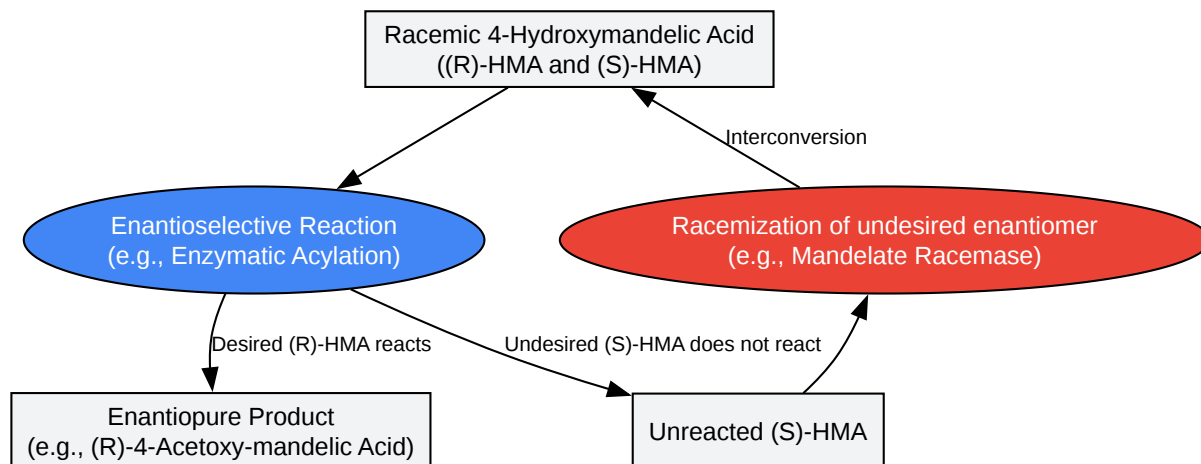 Racemic 4-Hydroxymandelic Acid
((R)-HMA and (S)-HMA)
Interconversion
Enantioselective Reaction
(e.g., Enzymatic Acylation)
Racemization of undesired enantiomer
(e.g., Mandelate Racemase)
Desired (R)-HMA reacts
Undesired (S)-HMA does not react
Enantiopure Product
(e.g., (R)-4-Acetoxy-mandelic Acid)
Unreacted (S)-HMA